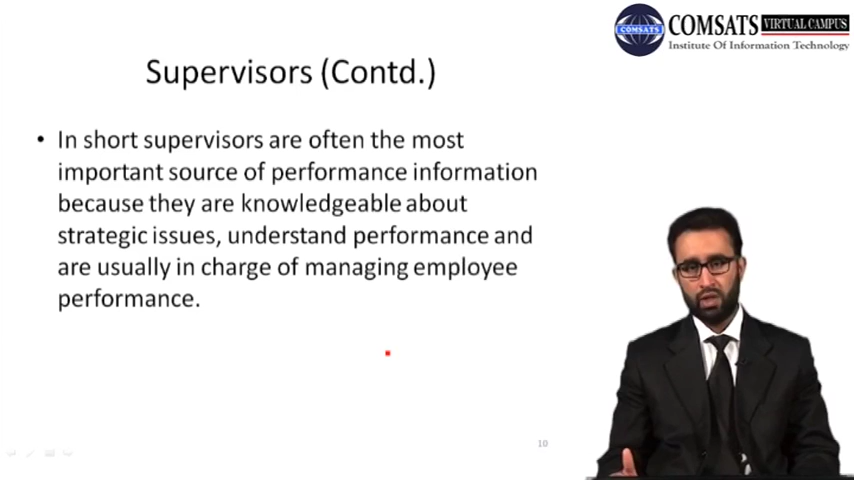 COMSATS VIRTUAL CAMPUS
Institute Of Information Technology
COMSATS
Supervisors (Contd.)
• In short supervisors are often the most
important source of performance information
because they are knowledgeable about
strategic issues, understand performance and
are usually in charge of managing employee
performance.
10